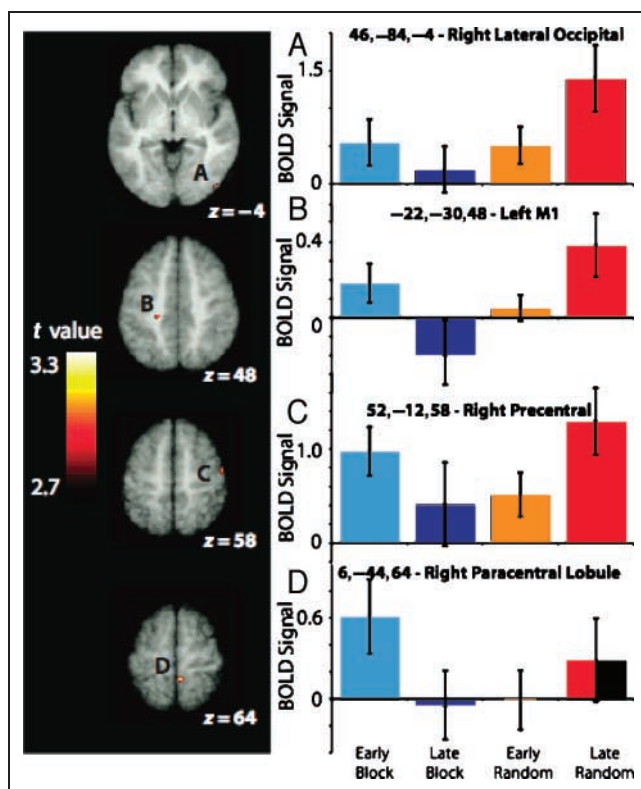 A
z=−4
B
z=48
t value
3.3
2.7
C
z=58
D
z=64
A
46,−84,−4 - Right Lateral Occipital
BOLD Signal
1.5
0
B
−22,−30,48 - Left M1
BOLD Signal
0.4
0
C
52,−12,58 - Right Precentral
BOLD Signal
1.0
0
D
6,−44,64 - Right Paracentral Lobule
BOLD Signal
0.6
0
Early Late Early Late
Block Block Random Random